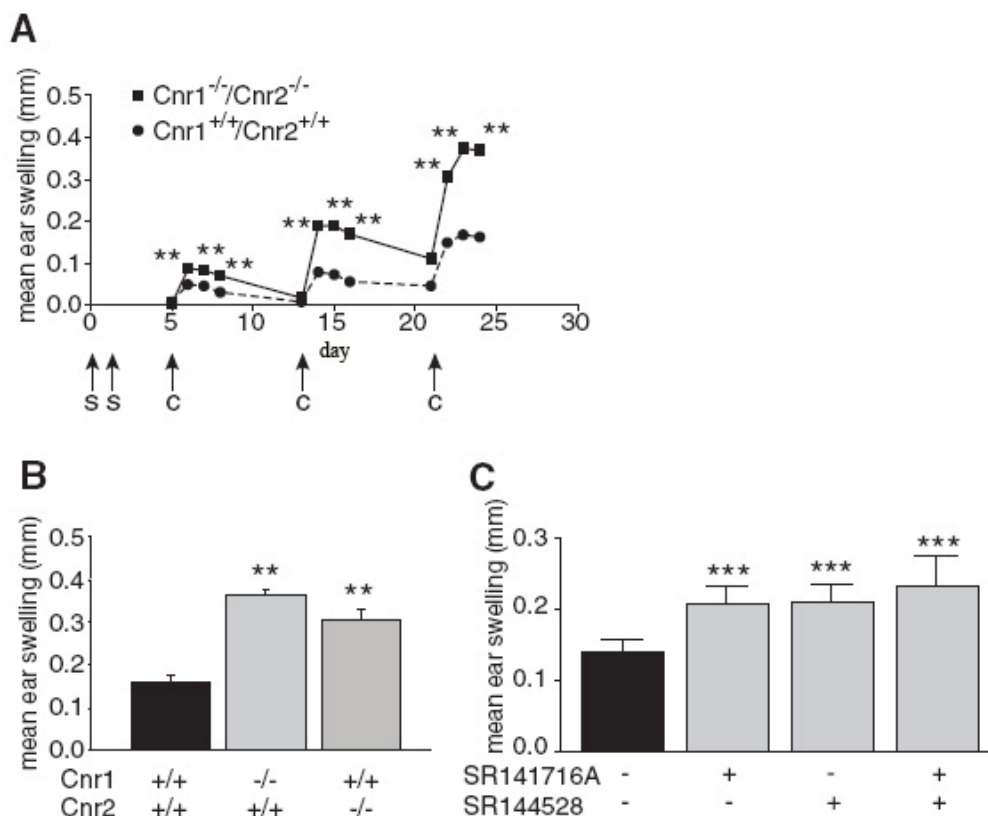 A
mean ear swelling (mm)
0.5
0.4
0.3
0.2
0.1
0.0
Cnr1-/-/Cnr2-/-
Cnr1+/+/Cnr2+/+
** ** **
** ** **
** ** **
0 5 10 15 20 25 30
day
S S C C C
B
mean ear swelling (mm)
0.5
0.4
0.3
0.2
0.1
0.0
** **
Cnr1 +/+ -/- +/+
Cnr2 +/+ +/+ -/-
C
mean ear swelling (mm)
0.3
0.2
0.1
0.0
*** *** ***
SR141716A - + - +
SR144528 - - + +